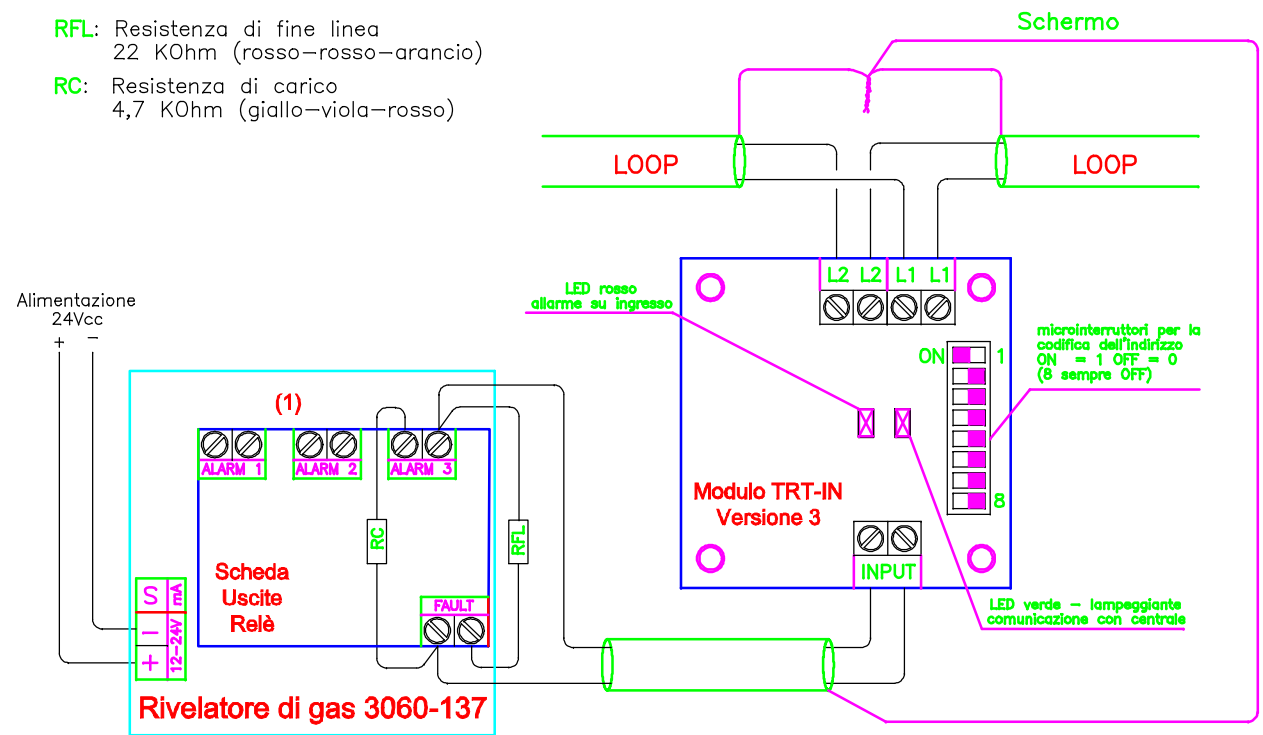 RFL: Resistenza di fine linea
22 KOhm (rosso-rosso-arancio)
RC: Resistenza di carico
4,7 KOhm (giallo-viola-rosso)
Schermo
LOOP
LOOP
L2 L2 L1 L1
LED rosso
allarme su ingresso
Alimentazione
24Vcc
+ −
microinterruttori per la
codifica dell'indirizzo
ON = 1 OFF = 0
(8 sempre OFF)
ON 1
8
(1)
ALARM 1
ALARM 2
ALARM 3
Modulo TRT-IN
Versione 3
RC
RFL
INPUT
Scheda
Uscite
Relè
FAULT
S mA
− 12-24V
+
LED verde - lampeggiante
comunicazione con centrale
Rivelatore di gas 3060-137